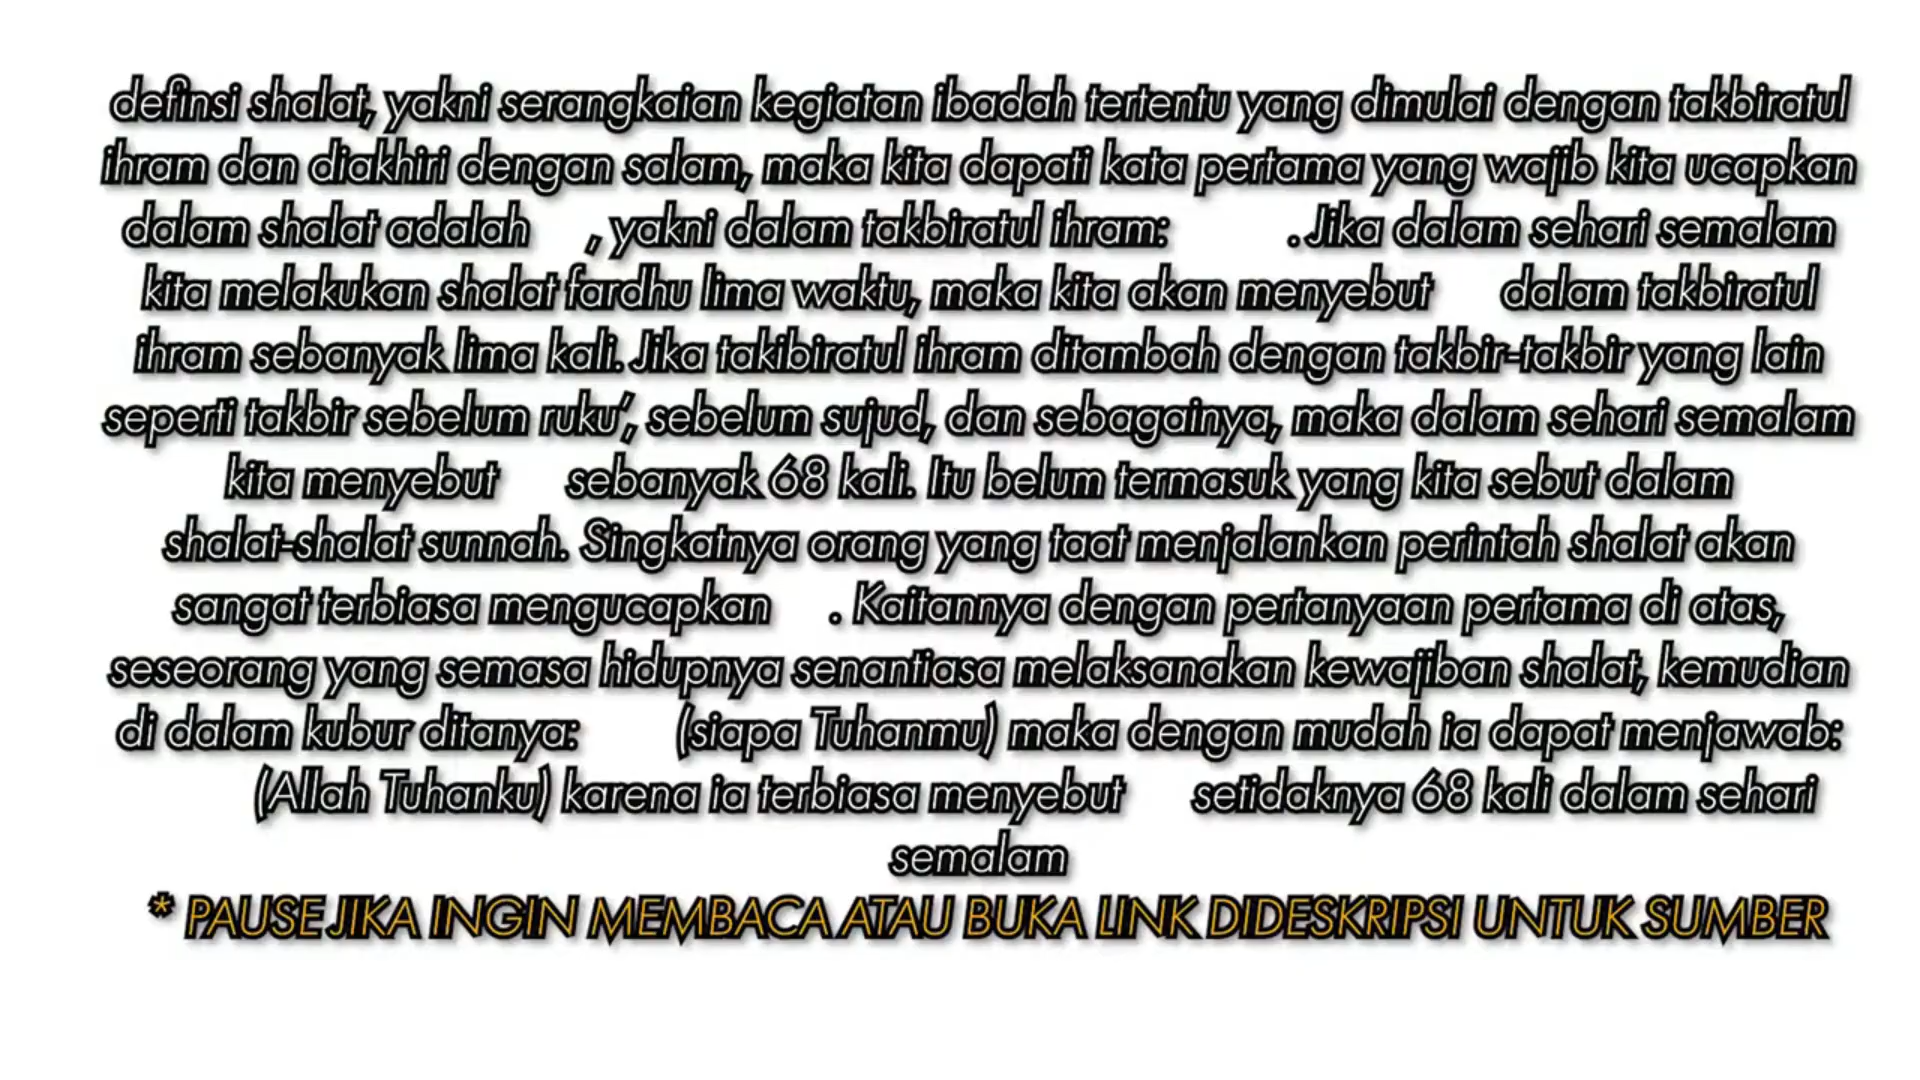 definsi shalat, yakni serangkaian kegiatan ibadah tertentu yang dimulai dengan takbiratul
ihram dan diakhiri dengan salam, maka kita dapati kata pertama yang wajib kita ucapkan
dalam shalat adalah , yakni dalam takbiratul ihram: . Jika dalam sehari semalam
kita melakukan shalat fardhu lima waktu, maka kita akan menyebut dalam takbiratul
ihram sebanyak lima kali. Jika takibiratul ihram ditambah dengan takbir-takbir yang lain
seperti takbir sebelum ruku’, sebelum sujud, dan sebagainya, maka dalam sehari semalam
kita menyebut sebanyak 68 kali. Itu belum termasuk yang kita sebut dalam
shalat-shalat sunnah. Singkatnya orang yang taat menjalankan perintah shalat akan
sangat terbiasa mengucapkan . Kaitannya dengan pertanyaan pertama di atas,
seseorang yang semasa hidupnya senantiasa melaksanakan kewajiban shalat, kemudian
di dalam kubur ditanya: (siapa Tuhanmu) maka dengan mudah ia dapat menjawab:
(Allah Tuhanku) karena ia terbiasa menyebut setidaknya 68 kali dalam sehari
semalam
* PAUSE JIKA INGIN MEMBACA ATAU BUKA LINK DIDESKRIPSI UNTUK SUMBER